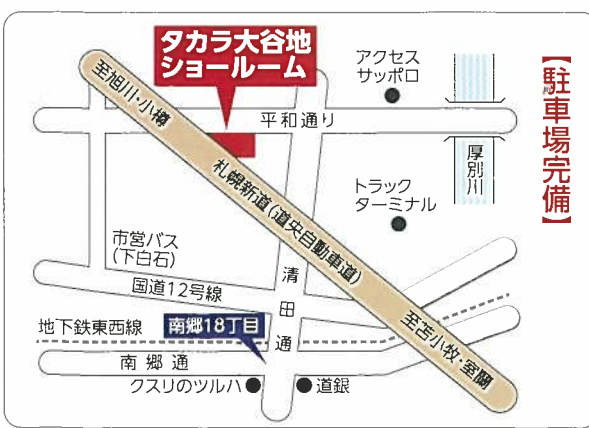 タカラ大谷地
ショールーム
アクセス
サッポロ
【駐車場完備】
至旭川・小樽
平和通り
厚別川
札幌新道(道央自動車道)
トラック
ターミナル
市営バス
(下白石)
国道12号線
清田通
地下鉄東西線
南郷18丁目
至苫小牧・室蘭
南郷通
クスリのツルハ
道銀